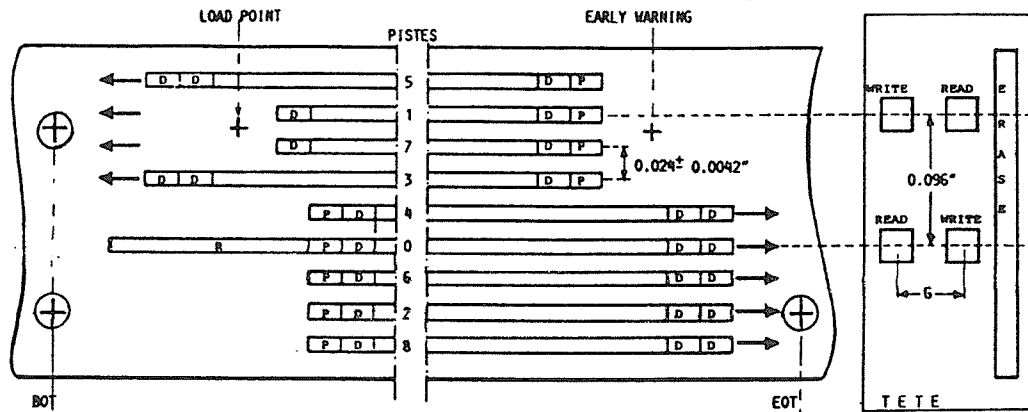 LOAD POINT
EARLY WARNING
PISTES
D D 5 D P
D 1 D P
D 7 D P
D D 3 D P
P D 4 D D
R P D 0 D D
P D 6 D D
P D 2 D D
P D 8 D D
0.024± 0.0042"
BOT
EOT
WRITE READ
0.096"
READ WRITE
G
ERASE
TETE